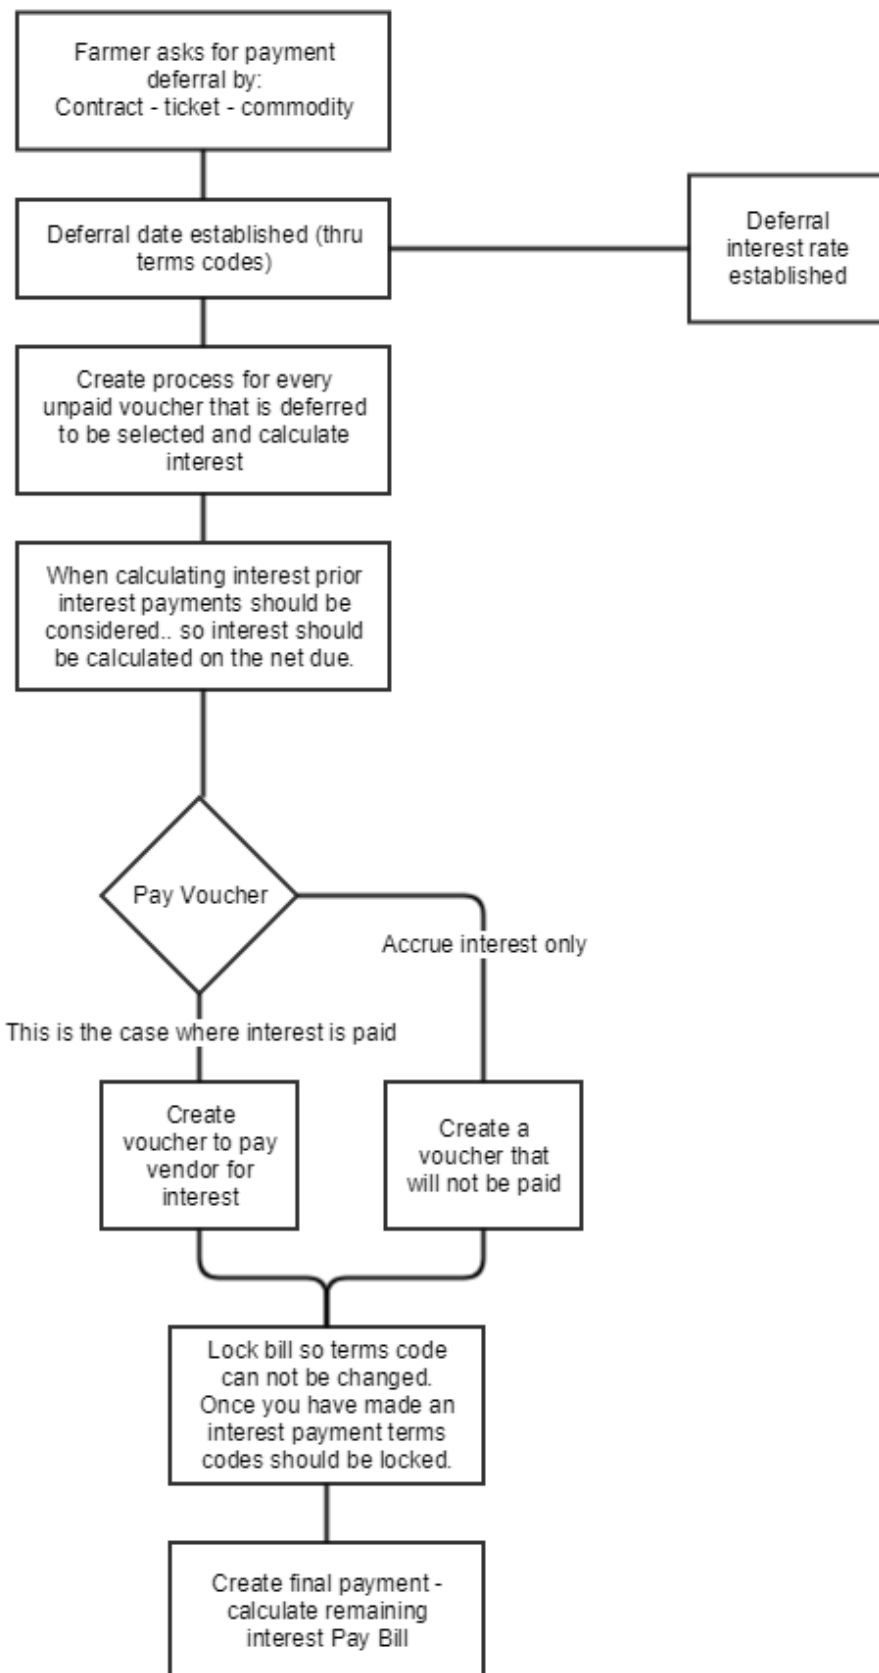 Farmer asks for payment
deferral by:
Contract - ticket - commodity
Deferral date established (thru
terms codes)
Deferral
interest rate
established
Create process for every
unpaid voucher that is deferred
to be selected and calculate
interest
When calculating interest prior
interest payments should be
considered.. so interest should
be calculated on the net due.
Pay Voucher
Accrue interest only
This is the case where interest is paid
Create
voucher to pay
vendor for
interest
Create a
voucher that
will not be paid
Lock bill so terms code
can not be changed.
Once you have made an
interest payment terms
codes should be locked.
Create final payment -
calculate remaining
interest Pay Bill